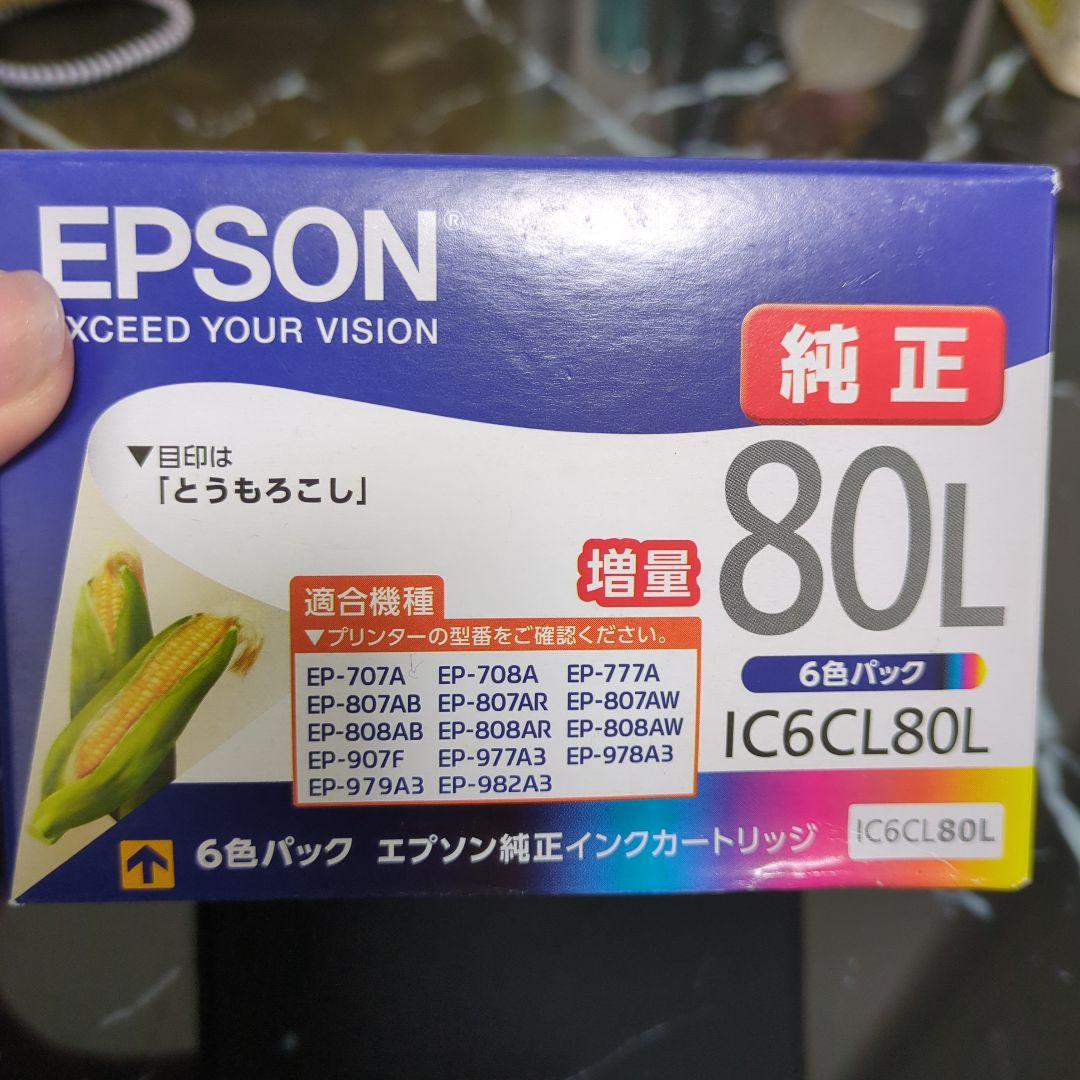 EPSON®
XCEED YOUR VISION
純正
▼目印は
「とうもろこし」
増量
80L
適合機種
▼プリンターの型番をご確認ください。
EP-707A EP-708A EP-777A
EP-807AB EP-807AR EP-807AW
EP-808AB EP-808AR EP-808AW
EP-907F EP-977A3 EP-978A3
EP-979A3 EP-982A3
6色パック
IC6CL80L
6色パック エプソン純正インクカートリッジ
IC6CL80L